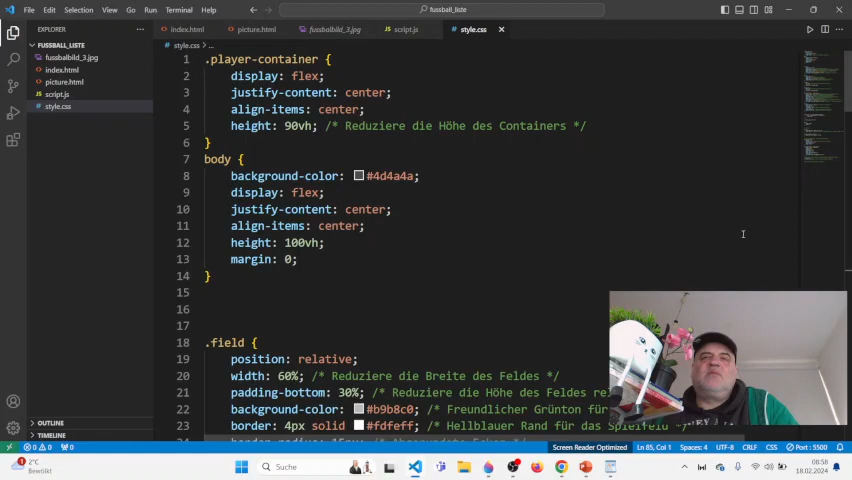 File Edit Selection View Go Run Terminal Help
fussball_liste
EXPLORER
index.html picture.html fussbalbild_3.jpg script.js style.css
FUSSBALL_LISTE
style.css > ...
fussbalbild_3.jpg
index.html
picture.html
script.js
style.css
1 .player-container {
2 display: flex;
3 justify-content: center;
4 align-items: center;
5 height: 90vh; /* Reduziere die Höhe des Containers */
6 }
7 body {
8 background-color: #4d4a4a;
9 display: flex;
10 justify-content: center;
11 align-items: center;
12 height: 100vh;
13 margin: 0;
14 }
15
16
17
18 .field {
19 position: relative;
20 width: 60%; /* Reduziere die Breite des Feldes */
21 padding-bottom: 30%; /* Reduziere die Höhe des Feldes
22 background-color: #b9b8c0; /* Freundlicher Grünton für
23 border: 4px solid #fdfeff; /* Hellblauer Rand für das Spielfeld */
OUTLINE
TIMELINE
0 0 0 Screen Reader Optimized Ln 85, Col 1 Spaces: 4 UTF-8 CRLF CSS Port : 5500
2°C
Bewölkt
Suche
08:58
18.02.2024